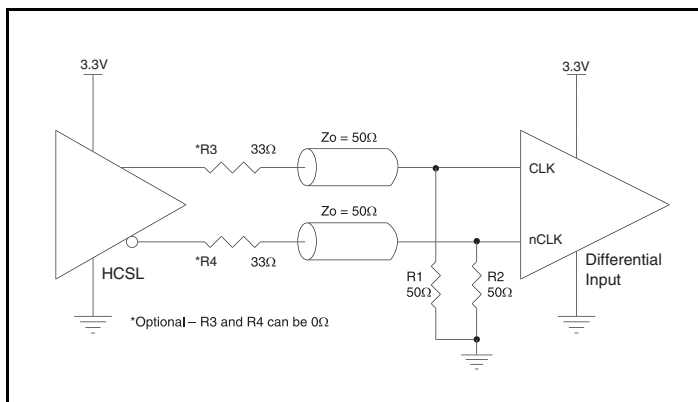 3.3V
3.3V
*R3 33Ω
Zo = 50Ω
CLK
Zo = 50Ω
nCLK
HCSL
*R4 33Ω
R1
50Ω
R2
50Ω
Differential
Input
*Optional – R3 and R4 can be 0Ω